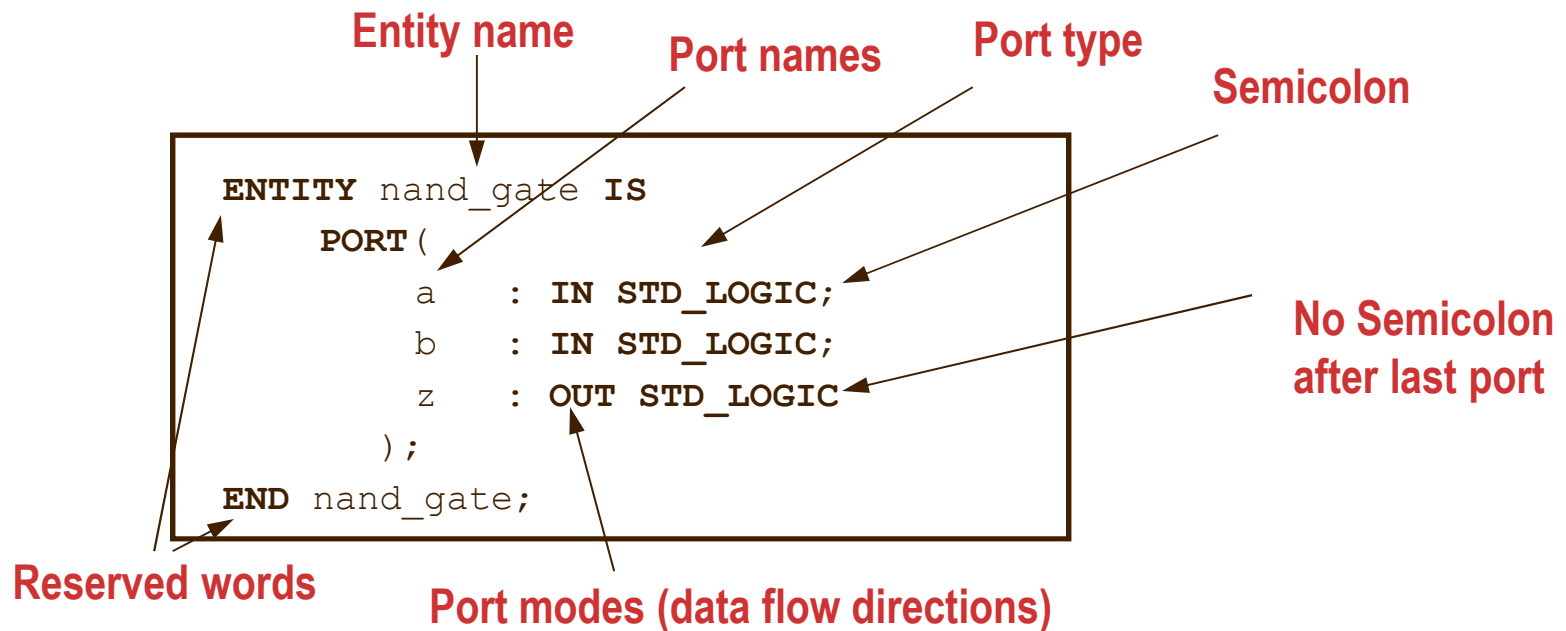 Entity name
Port names
Port type
Semicolon
ENTITY nand_gate IS
PORT(
a : IN STD_LOGIC;
b : IN STD_LOGIC;
z : OUT STD_LOGIC
);
END nand_gate;
No Semicolon
after last port
Reserved words
Port modes (data flow directions)